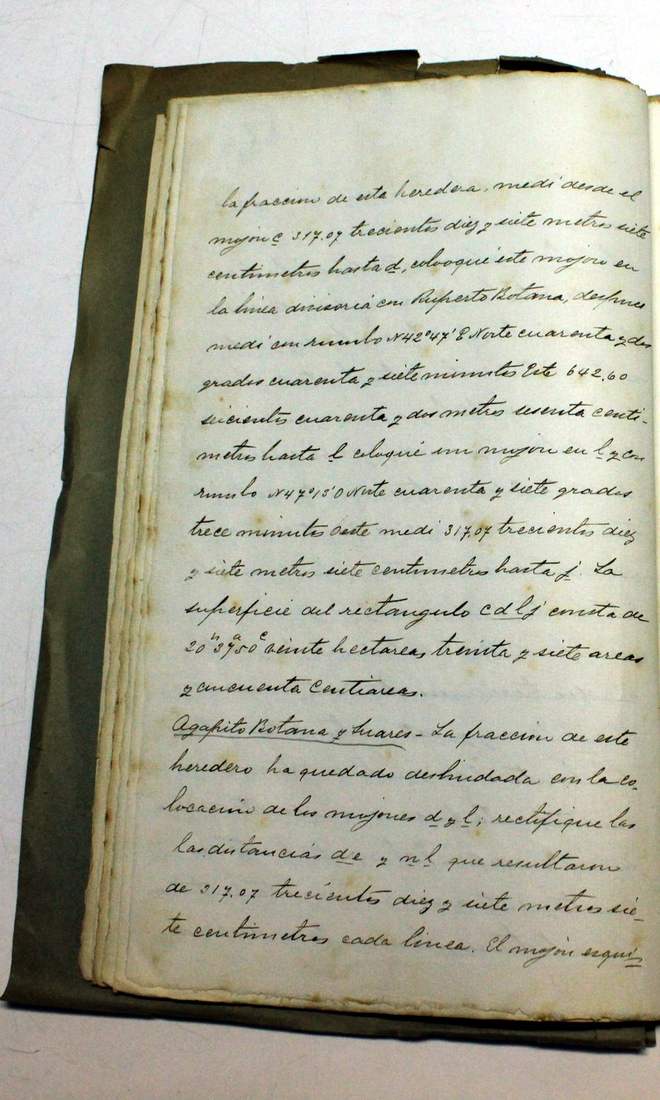 la fraccion de esta heredera, medi desde el
mojon c 317.07 trecientos diez y siete metros siete
centimetros hasta d, coloqué este mojon en
la linea divisoria con Ruperto Botana, despues
medi con rumbo N42°47' E Norte cuarenta y dos
grados cuarenta y siete minutos Este 642.60
seicientos cuarenta y dos metros sesenta centi-
metros hasta l coloqué un mojon en l y con
rumbo N47°13'O Norte cuarenta y siete grados
trece minutos Oeste medi 317,07 trecientos diez
y siete metros siete centimetros hasta j. La
superficie del rectangulo c d l j consta de
20h 37a 50c veinte hectareas treinta y siete areas
y cincuenta Centiareas.
Agapito Botana y Suares - La fraccion de este
heredero ha quedado deslindada con la co-
locación de los mojones d y l; rectifique las
las distancias d e y n l que resultaron
de 317.07 trecientos diez y siete metros sie-
te centimetros cada linea. El mojon esqui-